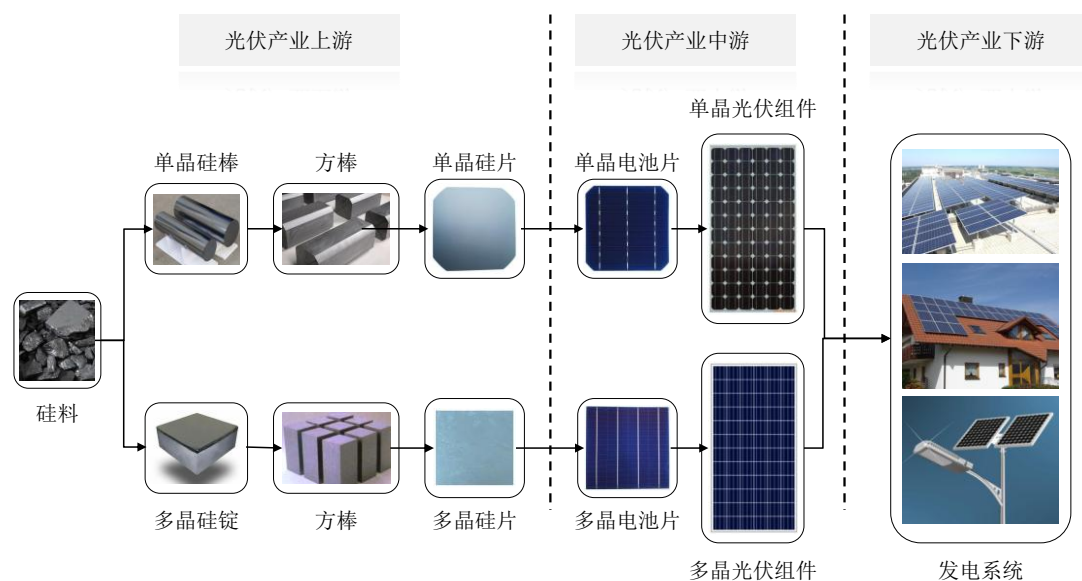 光伏产业上游
光伏产业中游
光伏产业下游
单晶光伏组件
单晶硅棒
方棒
单晶硅片
单晶电池片
硅料
多晶硅锭
方棒
多晶硅片
多晶电池片
多晶光伏组件
发电系统